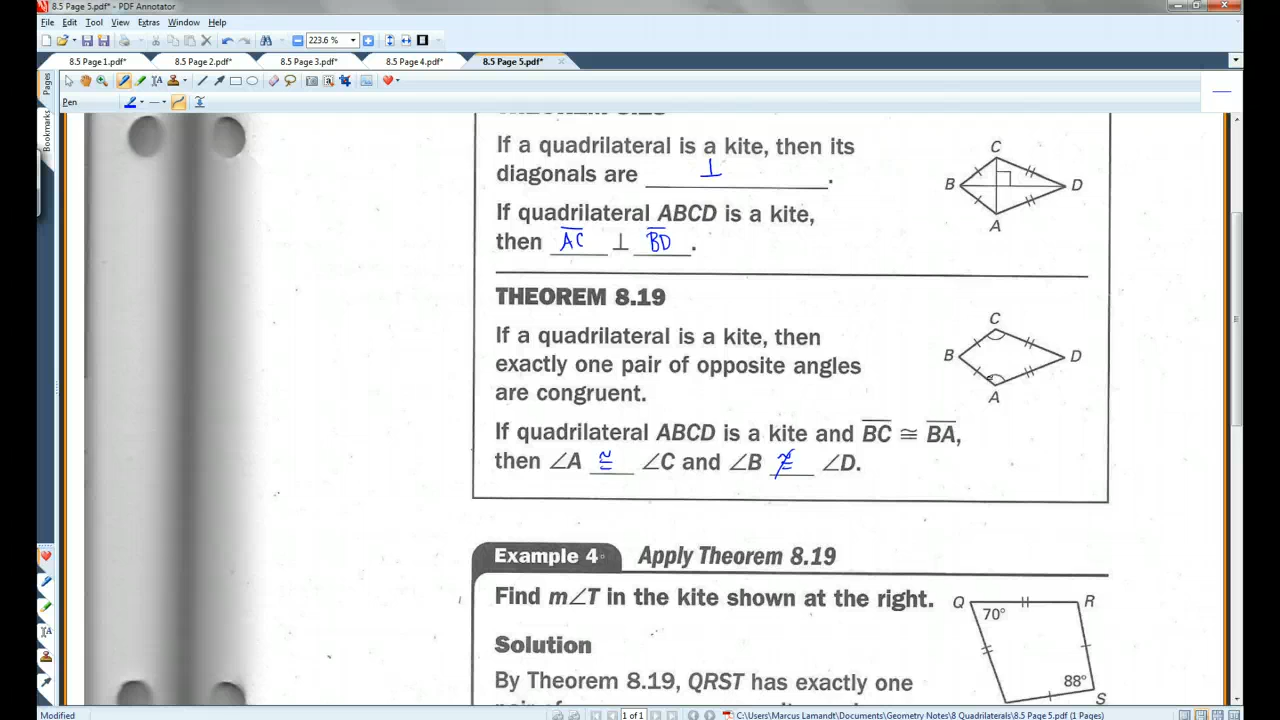 8.5 Page 5.pdf* - PDF Annotator
File Edit Tool View Extras Window Help
223.6 %
8.5 Page 1.pdf* 8.5 Page 2.pdf* 8.5 Page 3.pdf* 8.5 Page 4.pdf* 8.5 Page 5.pdf*
Pen
Pages
Bookmarks
If a quadrilateral is a kite, then its
diagonals are ⊥ .
If quadrilateral ABCD is a kite,
then A̅C̅ ⊥ B̅D̅ .
C
B D
A
THEOREM 8.19
If a quadrilateral is a kite, then
exactly one pair of opposite angles
are congruent.
If quadrilateral ABCD is a kite and B̅C̅ ≅ B̅A̅,
then ∠A ≅ ∠C and ∠B ≇ ∠D.
C
B D
A
Example 4 Apply Theorem 8.19
Find m∠T in the kite shown at the right.
Solution
By Theorem 8.19, QRST has exactly one
Q R
70°
88° S
Modified
1 of 1
C:\Users\Marcus Lamandt\Documents\Geometry Notes\8 Quadrilaterals\8.5 Page 5.pdf (1 Pages)